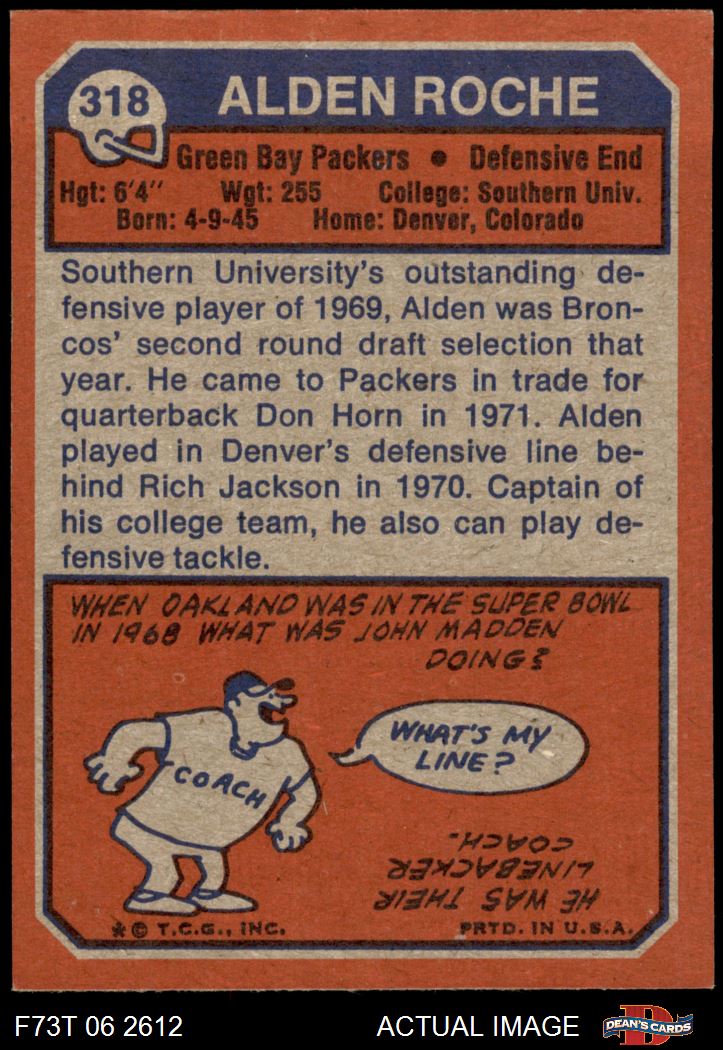 318
ALDEN ROCHE
Green Bay Packers • Defensive End
Hgt: 6'4" Wgt: 255 College: Southern Univ.
Born: 4-9-45 Home: Denver, Colorado
Southern University's outstanding de-
fensive player of 1969, Alden was Bron-
cos' second round draft selection that
year. He came to Packers in trade for
quarterback Don Horn in 1971. Alden
played in Denver's defensive line be-
hind Rich Jackson in 1970. Captain of
his college team, he also can play de-
fensive tackle.
WHEN OAKLAND WAS IN THE SUPER BOWL
IN 1968 WHAT WAS JOHN MADDEN
DOING?
WHAT'S MY
LINE?
COACH
HE WAS THEIR
LINEBACKER
COACH.
* © T.C.G., INC. PRTD. IN U.S.A.
F73T 06 2612 ACTUAL IMAGE D DEAN'S CARDS